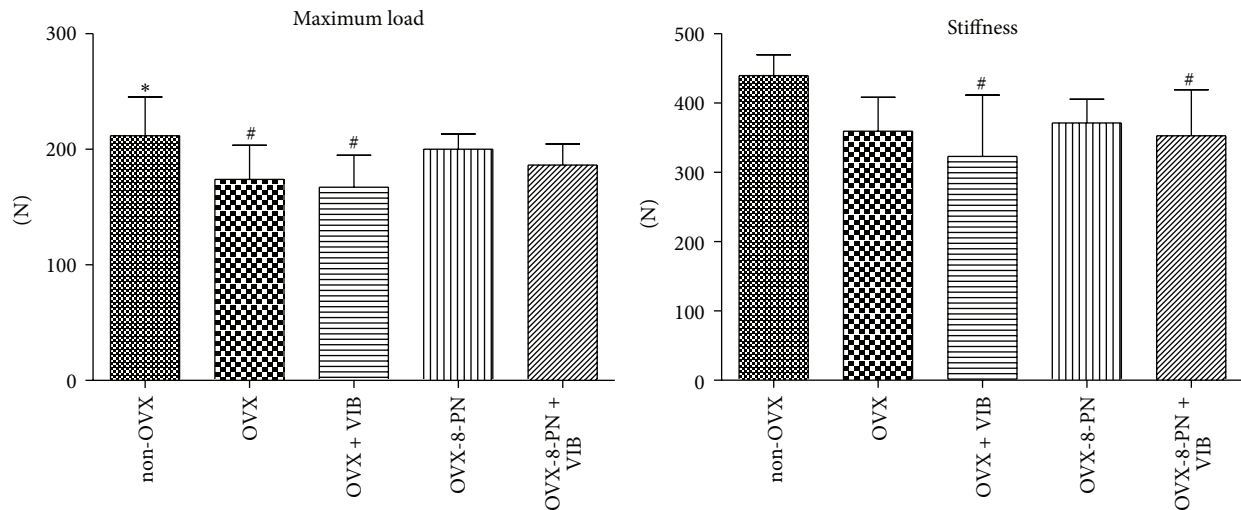 Maximum load
300
200
100
0
(N)
*
#
#
non-OVX
OVX
OVX + VIB
OVX-8-PN
OVX-8-PN +
VIB
Stiffness
500
400
300
200
100
0
(N)
#
#
non-OVX
OVX
OVX + VIB
OVX-8-PN
OVX-8-PN +
VIB